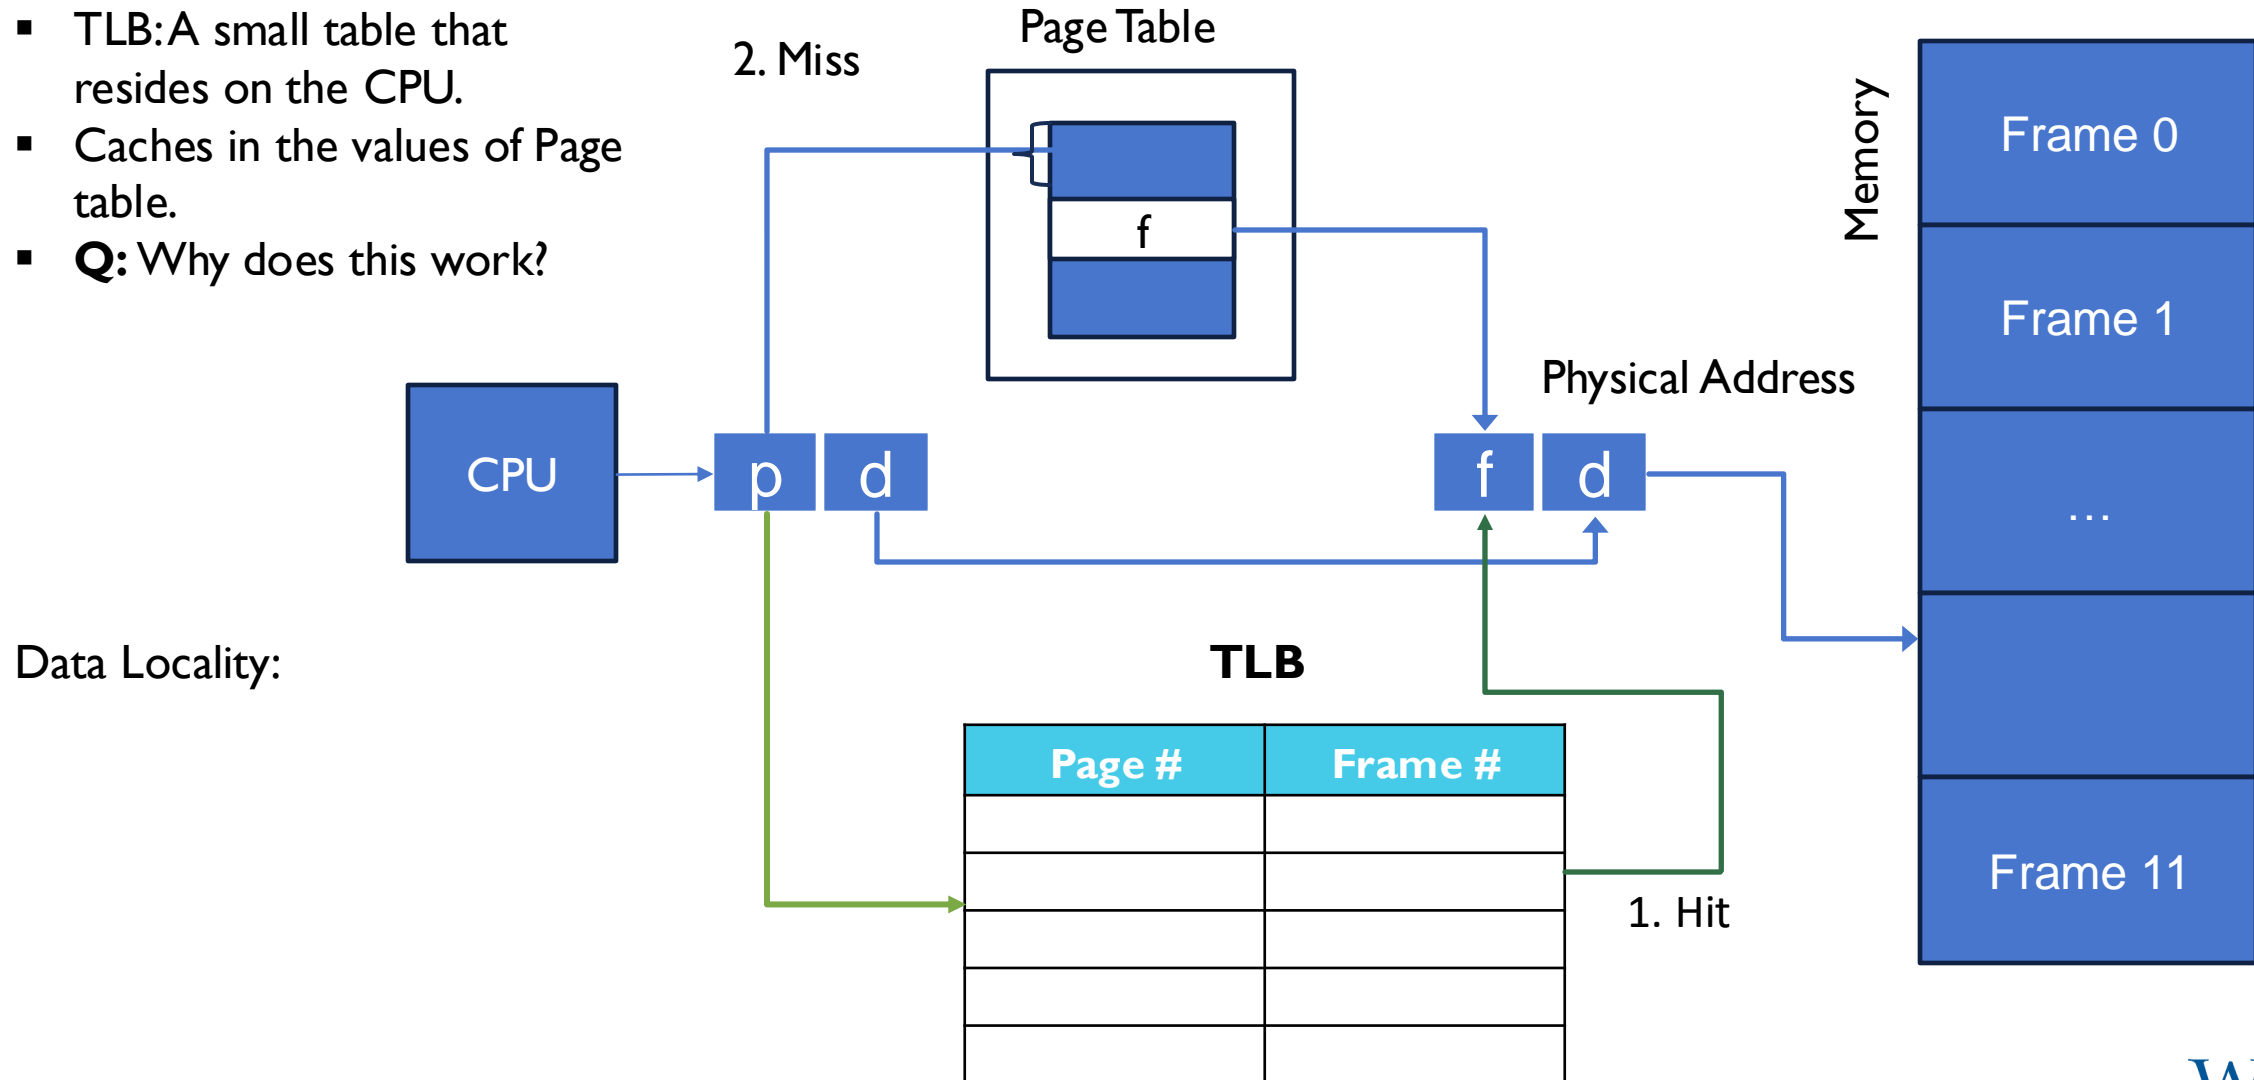 ▪ TLB: A small table that
resides on the CPU.
▪ Caches in the values of Page
table.
▪ Q: Why does this work?
2. Miss
Page Table
f
Memory
Frame 0
Frame 1
...
Frame 11
Physical Address
CPU
p d
f d
Data Locality:
TLB
Page # Frame #
1. Hit